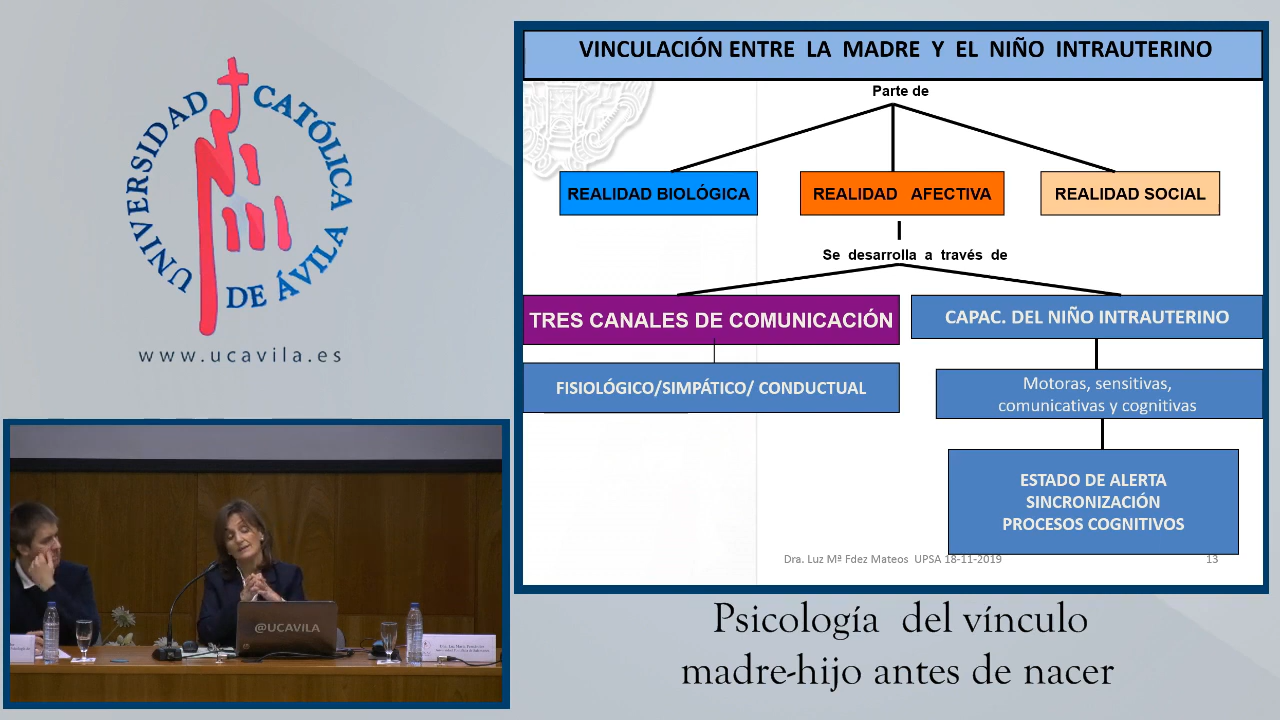 UNIVERSIDAD CATÓLICA DE ÁVILA
www.ucavila.es
VINCULACIÓN ENTRE LA MADRE Y EL NIÑO INTRAUTERINO
Parte de
REALIDAD BIOLÓGICA
REALIDAD AFECTIVA
REALIDAD SOCIAL
Se desarrolla a través de
TRES CANALES DE COMUNICACIÓN
CAPAC. DEL NIÑO INTRAUTERINO
FISIOLÓGICO/SIMPÁTICO/ CONDUCTUAL
Motoras, sensitivas,
comunicativas y cognitivas
ESTADO DE ALERTA
SINCRONIZACIÓN
PROCESOS COGNITIVOS
Dra. Luz Mª Fdez Mateos UPSA 18-11-2019
13
@UCAVILA
Psicología del vínculo
madre-hijo antes de nacer